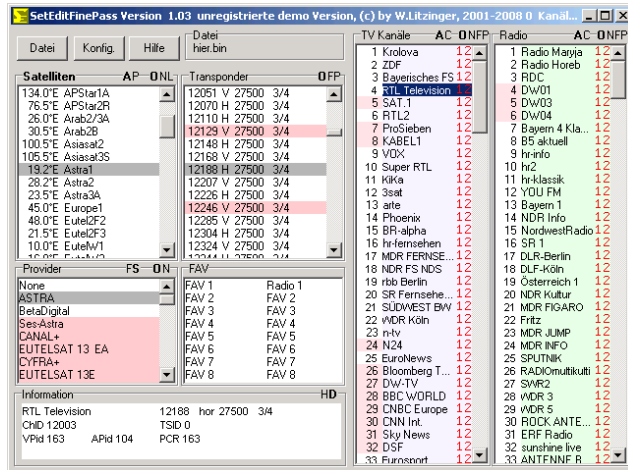 SetEditFinePass Version 1.03 unregistrierte demo Version, (c) by W.Litzinger, 2001-2008 0 Kanäl...
Datei Konfig. Hilfe
Datei
hier.bin
Satelliten AP ONL
134.0°E APStar1A
76.5°E APStar2R
26.0°E Arab2/3A
30.5°E Arab2B
100.5°E Asiasat2
105.5°E Asiasat3S
19.2°E Astra1
28.2°E Astra2
23.5°E Astra3A
45.0°E Europe1
48.0°E Eutel2F2
21.5°E Eutel2F3
10.0°E EutelW1
Transponder OFP
12051 V 27500 3/4
12070 H 27500 3/4
12110 H 27500 3/4
12129 V 27500 3/4
12148 H 27500 3/4
12168 V 27500 3/4
12188 H 27500 3/4
12207 V 27500 3/4
12226 H 27500 3/4
12246 V 27500 3/4
12285 V 27500 3/4
12304 H 27500 3/4
12324 V 27500 3/4
12344 H 27500 3/4
Provider FS ON
None
ASTRA
BetaDigital
Ses-Astra
CANAL+
EUTELSAT 13 EA
CYFRA+
EUTELSAT 13E
FAV
FAV 1 Radio 1
FAV 2 FAV 2
FAV 3 FAV 3
FAV 4 FAV 4
FAV 5 FAV 5
FAV 6 FAV 6
FAV 7 FAV 7
FAV 8 FAV 8
Information HD
RTL Television 12188 hor 27500 3/4
ChID 12003 TSID 0
VPid 163 APid 104 PCR 163
TV Kanäle AC ONFP
1 Krolova 12
2 ZDF 12
3 Bayerisches FS 12
4 RTL Television 12
5 SAT.1 12
6 RTL2 12
7 ProSieben 12
8 KABEL1 12
9 VOX 12
10 Super RTL 12
11 KiKa 12
12 3sat 12
13 arte 12
14 Phoenix 12
15 BR-alpha 12
16 hr-fernsehen 12
17 MDR FERNSE... 12
18 NDR FS NDS 12
19 rbb Berlin 12
20 SR Fernsehe... 12
21 SÜDWEST BW 12
22 WDR Köln 12
23 n-tv 12
24 N24 12
25 EuroNews 12
26 Bloomberg T... 12
27 DW-TV 12
28 BBC WORLD 12
29 CNBC Europe 12
30 CNN Int. 12
31 Sky News 12
32 DSF 12
33 Eurosport 12
Radio AC ONFP
1 Radio Maryja 12
2 Radio Horeb 12
3 RDC 12
4 DW01 12
5 DW03 12
6 DW04 12
7 Bayern 4 Kla... 12
8 B5 aktuell 12
9 hr-info 12
10 hr2 12
11 hr-klassik 12
12 YOU FM 12
13 Bayern 1 12
14 NDR Info 12
15 NordwestRadio 12
16 SR 1 12
17 DLR-Berlin 12
18 DLF-Köln 12
19 Österreich 1 12
20 NDR Kultur 12
21 MDR FIGARO 12
22 Fritz 12
23 MDR JUMP 12
24 MDR INFO 12
25 SPUTNIK 12
26 RADIOmultikulti 12
27 SWR2 12
28 WDR 3 12
29 WDR 5 12
30 ROCK ANTE... 12
31 ERF Radio 12
32 sunshine live 12
33 ANTENNE B 12